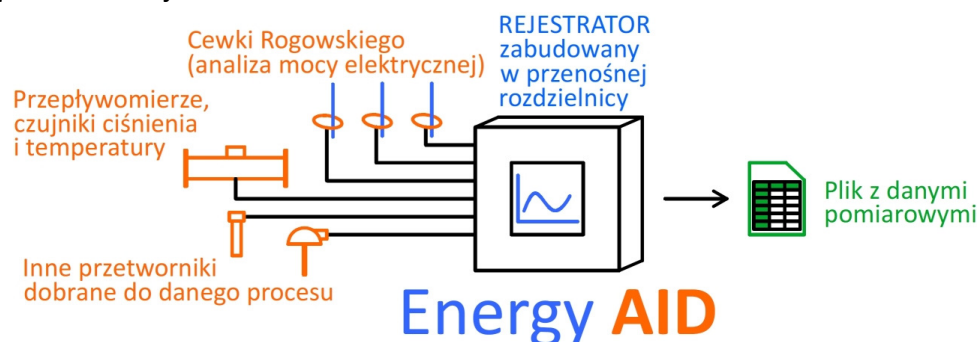 Cewki Rogowskiego
(analiza mocy elektrycznej)
REJESTRATOR
zabudowany
w przenośnej
rozdzielnicy
Przepływomierze,
czujniki ciśnienia
i temperatury
Plik z danymi
pomiarowymi
Inne przetworniki
dobrane do danego procesu
Energy AID